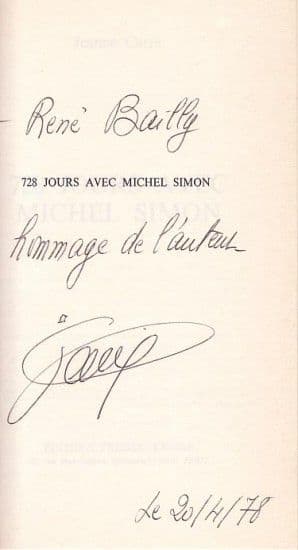 René Bailly
728 JOURS AVEC MICHEL SIMON
hommage de l'auteur
Le 20/4/78